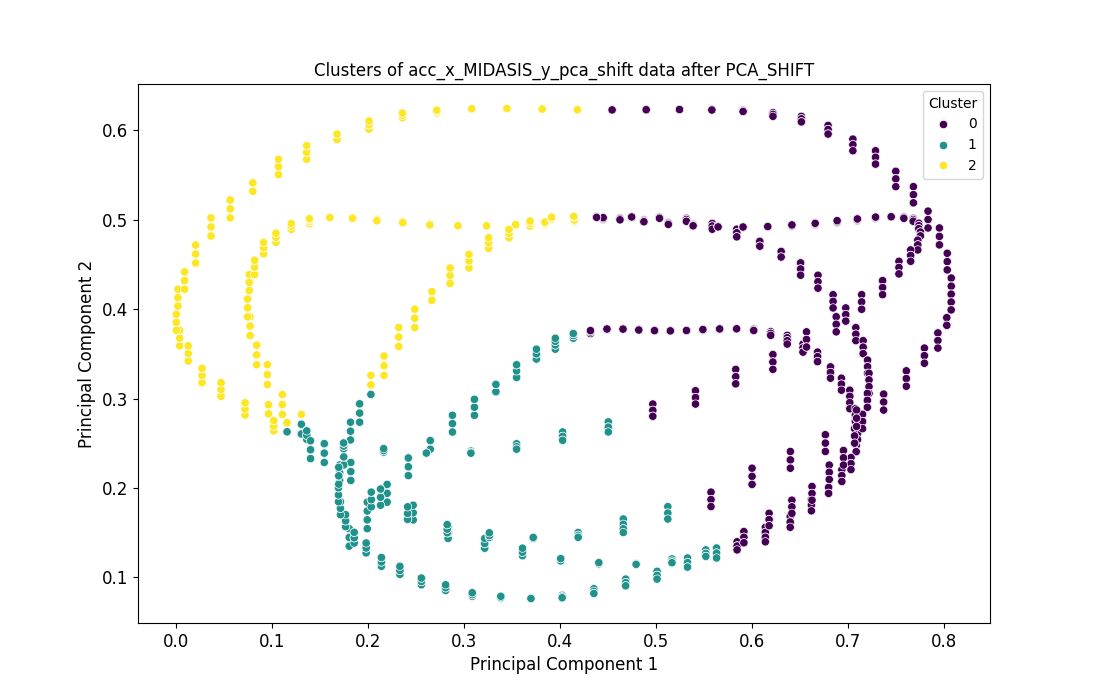 Clusters of acc_x_MIDASIS_y_pca_shift data after PCA_SHIFT
Cluster
0
1
2
Principal Component 2
0.6
0.5
0.4
0.3
0.2
0.1
0.0 0.1 0.2 0.3 0.4 0.5 0.6 0.7 0.8
Principal Component 1